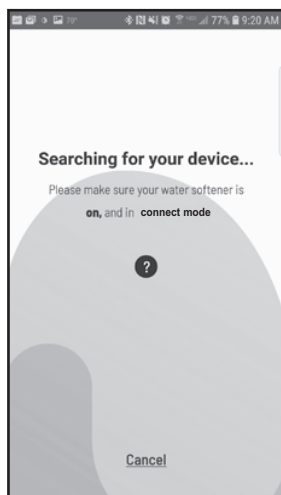 77% 9:20 AM
Searching for your device...
Please make sure your water softener is
on, and in connect mode
?
Cancel